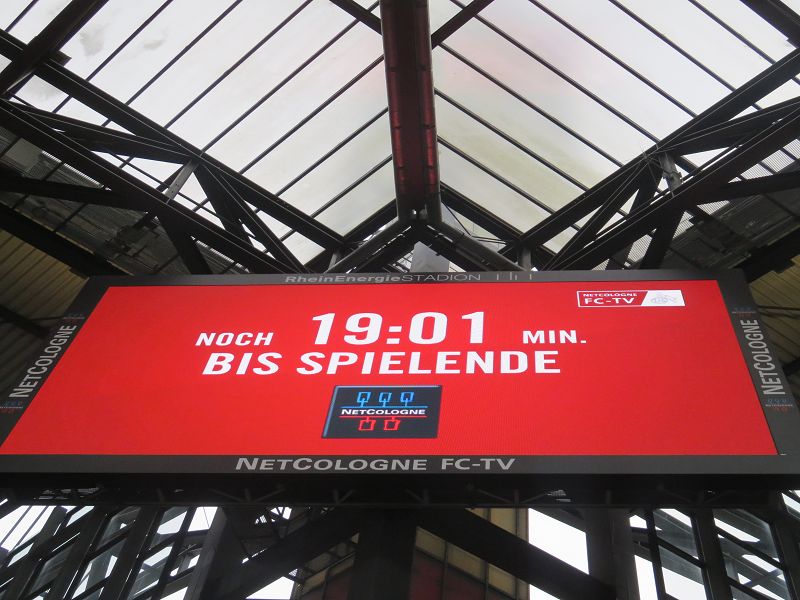 RheinEnergieSTADION
NETCOLOGNE
FC-TV
NOCH 19:01 MIN.
BIS SPIELENDE
NETCOLOGNE
NETCOLOGNE
NETCOLOGNE
NETCOLOGNE FC-TV